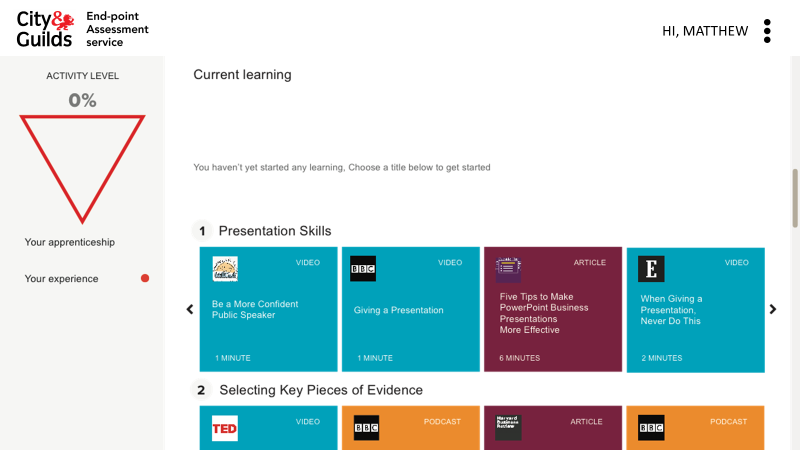 City&
Guilds
End-point
Assessment
service
HI, MATTHEW
ACTIVITY LEVEL
0%
Your apprenticeship
Your experience
Current learning
You haven't yet started any learning, Choose a title below to get started
1 Presentation Skills
VIDEO
Be a More Confident
Public Speaker
1 MINUTE
BBC
VIDEO
Giving a Presentation
1 MINUTE
ARTICLE
Five Tips to Make
PowerPoint Business
Presentations
More Effective
6 MINUTES
E
VIDEO
When Giving a
Presentation,
Never Do This
2 MINUTES
2 Selecting Key Pieces of Evidence
TED
VIDEO
BBC
PODCAST
Harvard
Business
Review
ARTICLE
BBC
PODCAST